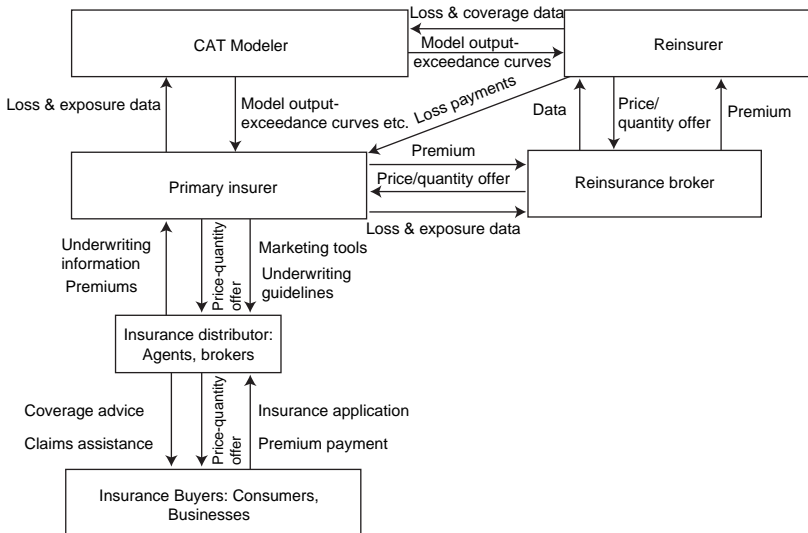 Loss & coverage data
CAT Modeler
Reinsurer
Model output-
exceedance curves
Loss & exposure data
Model output-
exceedance curves etc.
Loss payments
Data
Price/
quantity offer
Premium
Premium
Primary insurer
Price/quantity offer
Reinsurance broker
Loss & exposure data
Underwriting
information
Premiums
Price-quantity
offer
Marketing tools
Underwriting
guidelines
Insurance distributor:
Agents, brokers
Coverage advice
Claims assistance
Price-quantity
offer
Insurance application
Premium payment
Insurance Buyers: Consumers,
Businesses